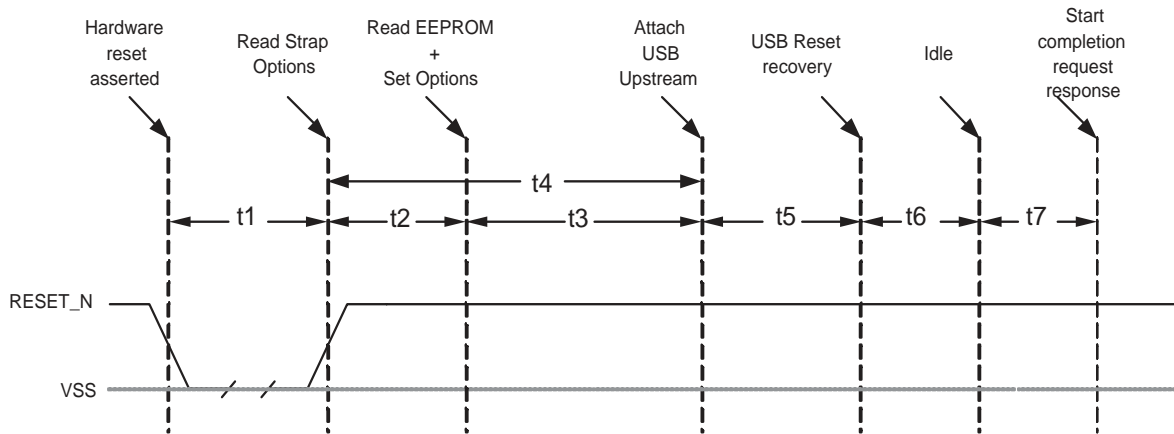 Hardware
reset
asserted
Read Strap
Options
Read EEPROM
+
Set Options
Attach
USB
Upstream
USB Reset
recovery
Idle
Start
completion
request
response
t4
t1
t2
t3
t5
t6
t7
RESET_N
VSS